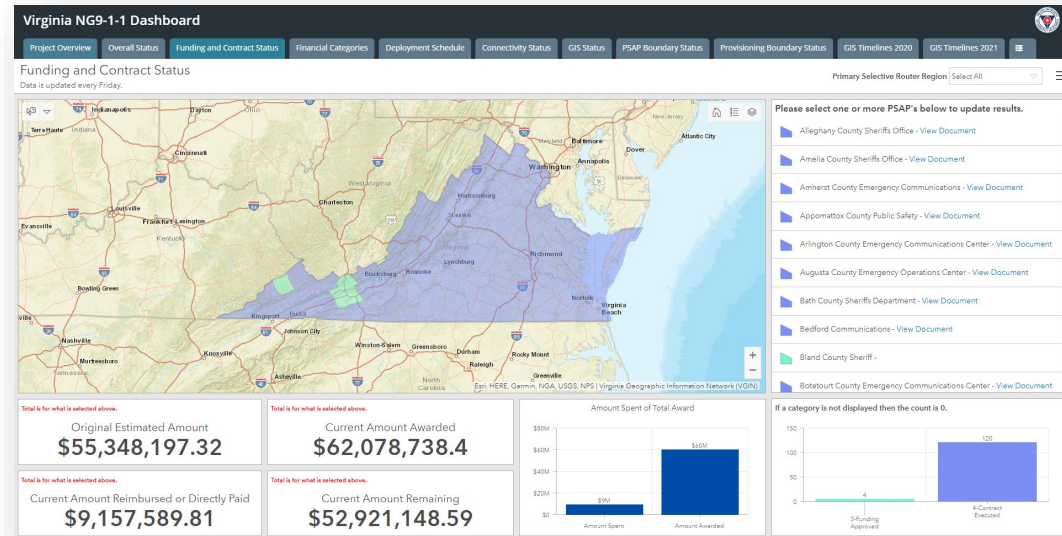 Virginia NG9-1-1 Dashboard
Project Overview
Overall Status
Funding and Contract Status
Financial Categories
Deployment Schedule
Connectivity Status
GIS Status
PSAP Boundary Status
Provisioning Boundary Status
GIS Timelines 2020
GIS Timelines 2021
Funding and Contract Status
Data is updated every Friday.
Primary Selective Router Region
Select All
Indianapolis
Dayton
Ohio
Terre Haute
Indiana
Cincinnati
Louisville
Frankfort
Lexington
Evansville
Kentucky
Bowling Green
Nashville
Murfreesboro
Tennessee
Knoxville
Asheville
Kingsport
Bristol
Johnson City
West Virginia
Charleston
Maryland
Baltimore
Annapolis
Washington
Dover
Delaware
New Jersey
Atlantic City
Harrisonburg
Staunton
Virginia
Richmond
Lynchburg
Roanoke
Blacksburg
Norfolk
Virginia
Beach
Winston-Salem
Greensboro
Durham
Raleigh
Rocky Mount
Greenville
North
Carolina
Esri, HERE, Garmin, NGA, USGS, NPS | Virginia Geographic Information Network (VGIN)
Please select one or more PSAP's below to update results.
Alleghany County Sheriffs Office - View Document
Amelia County Sheriffs Office - View Document
Amherst County Emergency Communications - View Document
Appomattox County Public Safety - View Document
Arlington County Emergency Communications Center - View Document
Augusta County Emergency Operations Center - View Document
Bath County Sheriffs Department - View Document
Bedford Communications - View Document
Bland County Sheriff -
Botetourt County Emergency Communications Center - View Document
Total is for what is selected above.
Original Estimated Amount
$55,348,197.32
Total is for what is selected above.
Current Amount Awarded
$62,078,738.4
Total is for what is selected above.
Current Amount Reimbursed or Directly Paid
$9,157,589.81
Total is for what is selected above.
Current Amount Remaining
$52,921,148.59
Amount Spent of Total Award
$80M
$60M
$40M
$20M
$0
$9M
$60M
Amount Spent
Amount Awarded
If a category is not displayed then the count is 0.
150
100
50
0
4
120
3-Funding
Approved
4-Contract
Executed